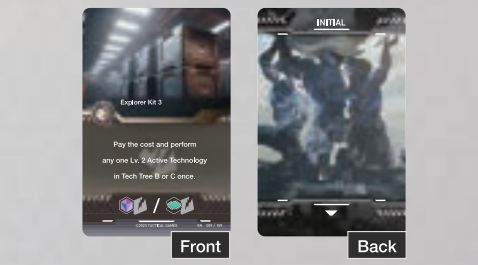 Explorer Kit 3
Pay the cost and perform
any one Lv. 2 Active Technology
in Tech Tree B or C once.
/
Front
INITIAL
Back